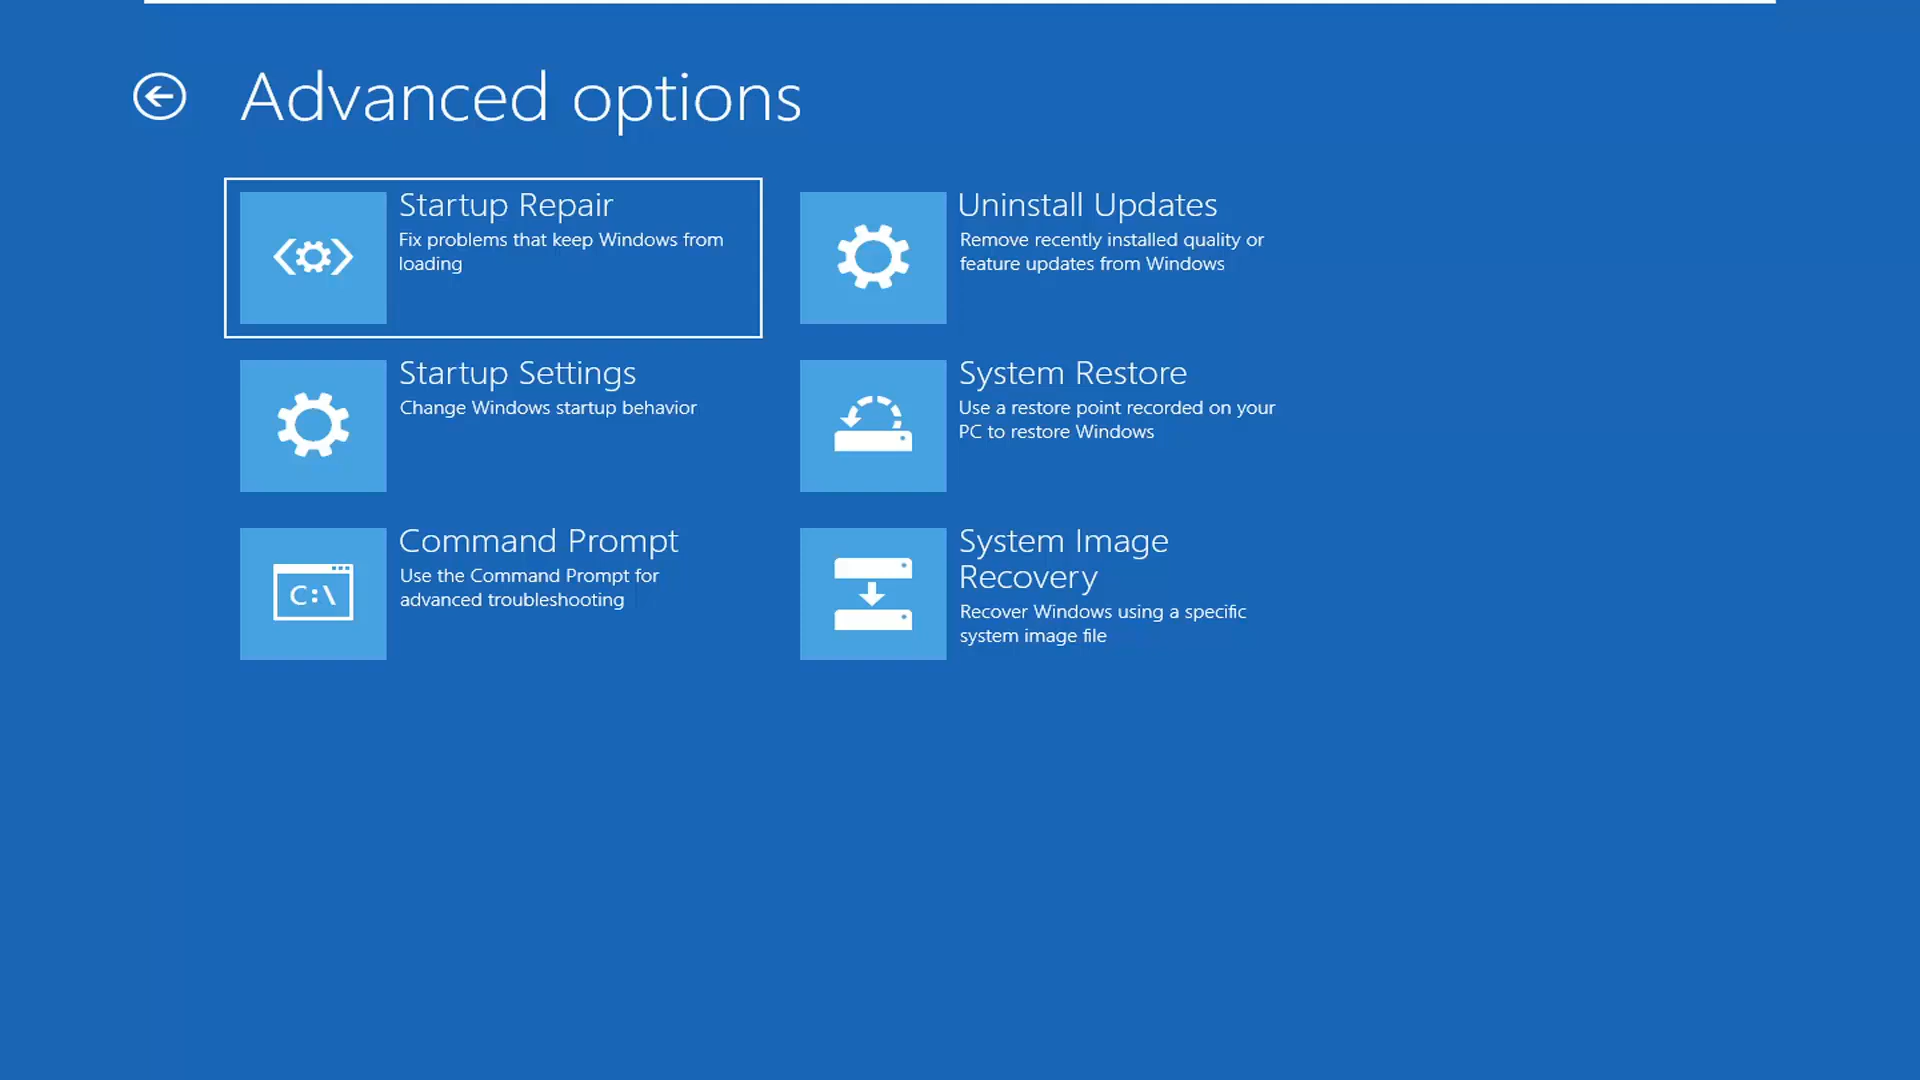 Advanced options
Startup Repair
Fix problems that keep Windows from
loading
Uninstall Updates
Remove recently installed quality or
feature updates from Windows
Startup Settings
Change Windows startup behavior
System Restore
Use a restore point recorded on your
PC to restore Windows
Command Prompt
Use the Command Prompt for
advanced troubleshooting
C:\
System Image
Recovery
Recover Windows using a specific
system image file